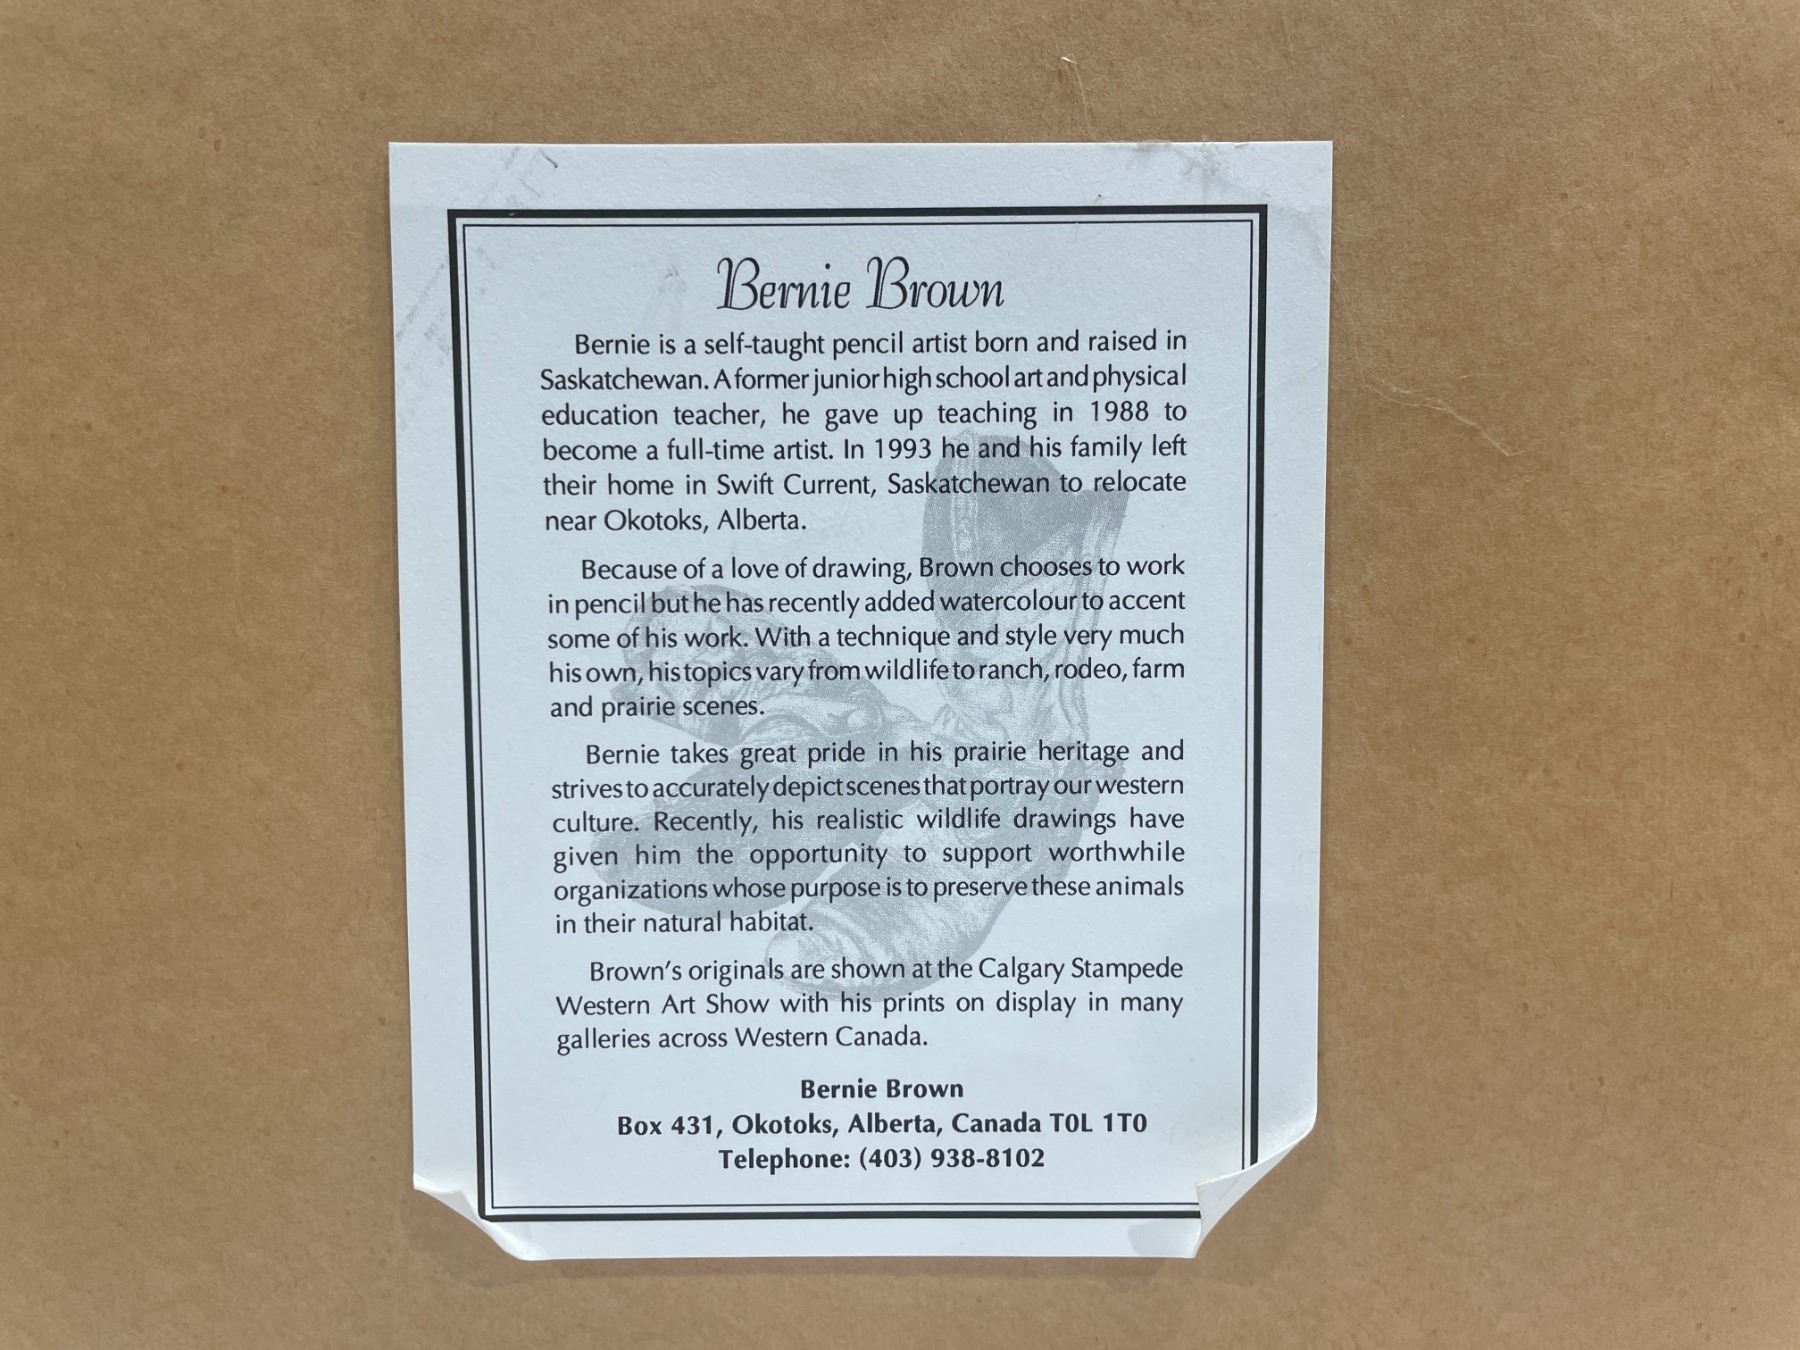 Bernie Brown
Bernie is a self-taught pencil artist born and raised in
Saskatchewan. A former junior high school art and physical
education teacher, he gave up teaching in 1988 to
become a full-time artist. In 1993 he and his family left
their home in Swift Current, Saskatchewan to relocate
near Okotoks, Alberta.
Because of a love of drawing, Brown chooses to work
in pencil but he has recently added watercolour to accent
some of his work. With a technique and style very much
his own, his topics vary from wildlife to ranch, rodeo, farm
and prairie scenes.
Bernie takes great pride in his prairie heritage and
strives to accurately depict scenes that portray our western
culture. Recently, his realistic wildlife drawings have
given him the opportunity to support worthwhile
organizations whose purpose is to preserve these animals
in their natural habitat.
Brown's originals are shown at the Calgary Stampede
Western Art Show with his prints on display in many
galleries across Western Canada.
Bernie Brown
Box 431, Okotoks, Alberta, Canada T0L 1T0
Telephone: (403) 938-8102